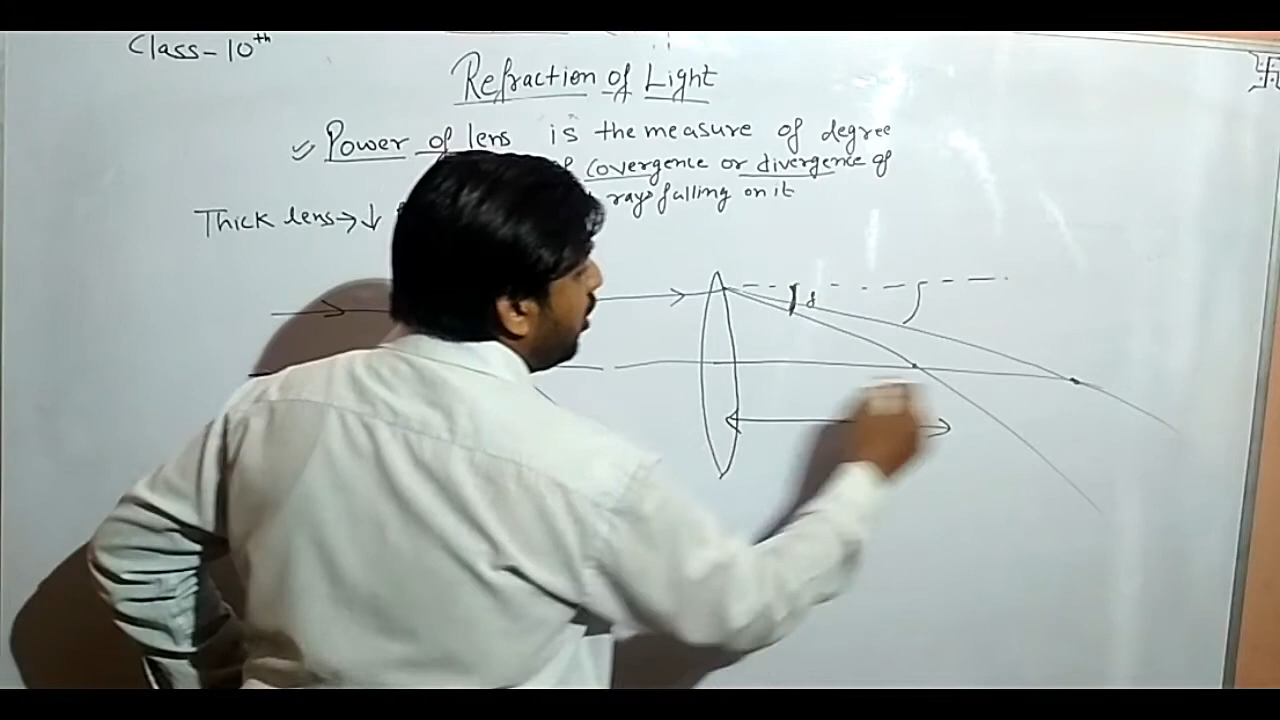 Class-10th
Refraction of Light
Power of lens is the measure of degree
of covergence or divergence of
rays falling on it
Thick lens→↓
δ